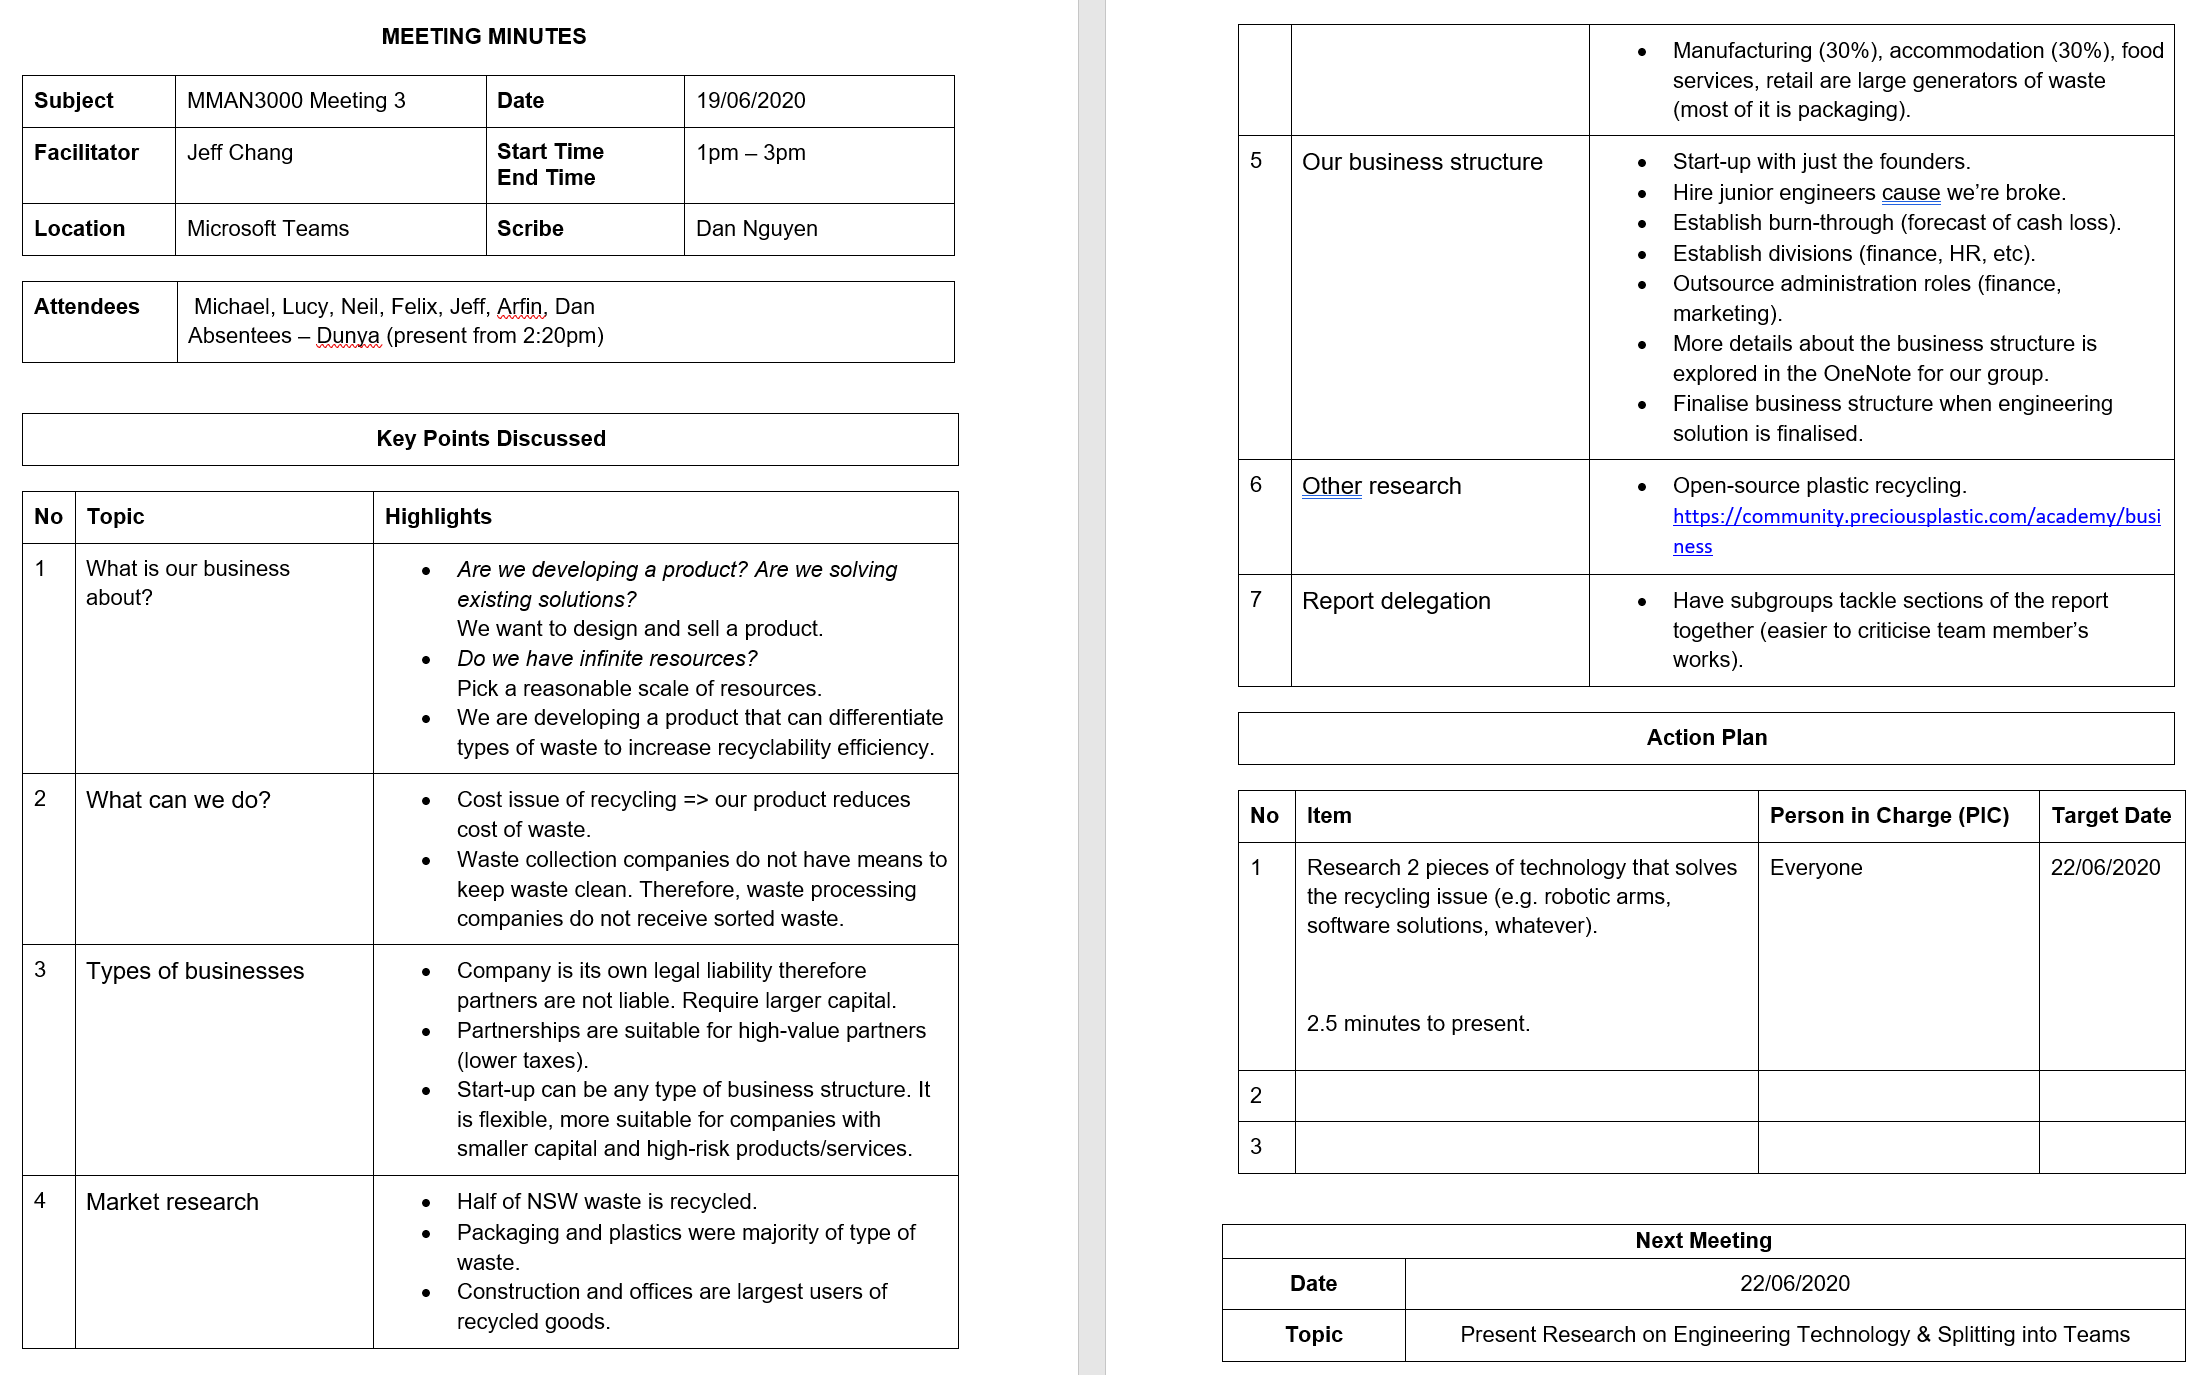 MEETING MINUTES
Subject MMAN3000 Meeting 3 Date 19/06/2020
Facilitator Jeff Chang Start Time 1pm – 3pm
End Time
Location Microsoft Teams Scribe Dan Nguyen
Attendees Michael, Lucy, Neil, Felix, Jeff, Arfin, Dan
Absentees – Dunya (present from 2:20pm)
Key Points Discussed
No Topic Highlights
1 What is our business • Are we developing a product? Are we solving
about? existing solutions?
We want to design and sell a product.
• Do we have infinite resources?
Pick a reasonable scale of resources.
• We are developing a product that can differentiate
types of waste to increase recyclability efficiency.
2 What can we do? • Cost issue of recycling => our product reduces
cost of waste.
• Waste collection companies do not have means to
keep waste clean. Therefore, waste processing
companies do not receive sorted waste.
3 Types of businesses • Company is its own legal liability therefore
partners are not liable. Require larger capital.
• Partnerships are suitable for high-value partners
(lower taxes).
• Start-up can be any type of business structure. It
is flexible, more suitable for companies with
smaller capital and high-risk products/services.
4 Market research • Half of NSW waste is recycled.
• Packaging and plastics were majority of type of
waste.
• Construction and offices are largest users of
recycled goods.
• Manufacturing (30%), accommodation (30%), food
services, retail are large generators of waste
(most of it is packaging).
5 Our business structure • Start-up with just the founders.
• Hire junior engineers cause we’re broke.
• Establish burn-through (forecast of cash loss).
• Establish divisions (finance, HR, etc).
• Outsource administration roles (finance,
marketing).
• More details about the business structure is
explored in the OneNote for our group.
• Finalise business structure when engineering
solution is finalised.
6 Other research • Open-source plastic recycling.
https://community.preciousplastic.com/academy/busi
ness
7 Report delegation • Have subgroups tackle sections of the report
together (easier to criticise team member’s
works).
Action Plan
No Item Person in Charge (PIC) Target Date
1 Research 2 pieces of technology that solves Everyone 22/06/2020
the recycling issue (e.g. robotic arms,
software solutions, whatever).
2.5 minutes to present.
2
3
Next Meeting
Date 22/06/2020
Topic Present Research on Engineering Technology & Splitting into Teams